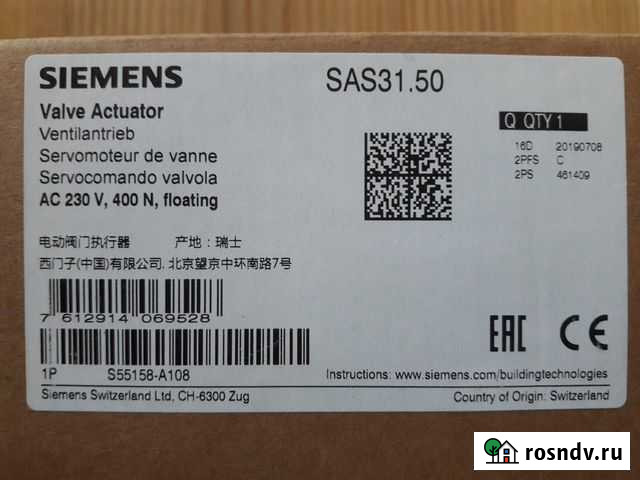 SIEMENS
SAS31.50
Valve Actuator
Ventilantrieb
Servomoteur de vanne
Servocomando valvola
AC 230 V, 400 N, floating
Q QTY 1
16D 20190708
2PFS C
2PS 461409
电动阀门执行器 产地: 瑞士
西门子(中国)有限公司, 北京望京中环南路7号
7 612914 069528
EAC CE
1P S55158-A108
Instructions: www.siemens.com/buildingtechnologies
Siemens Switzerland Ltd, CH-6300 Zug
Country of Origin: Switzerland
rosndv.ru